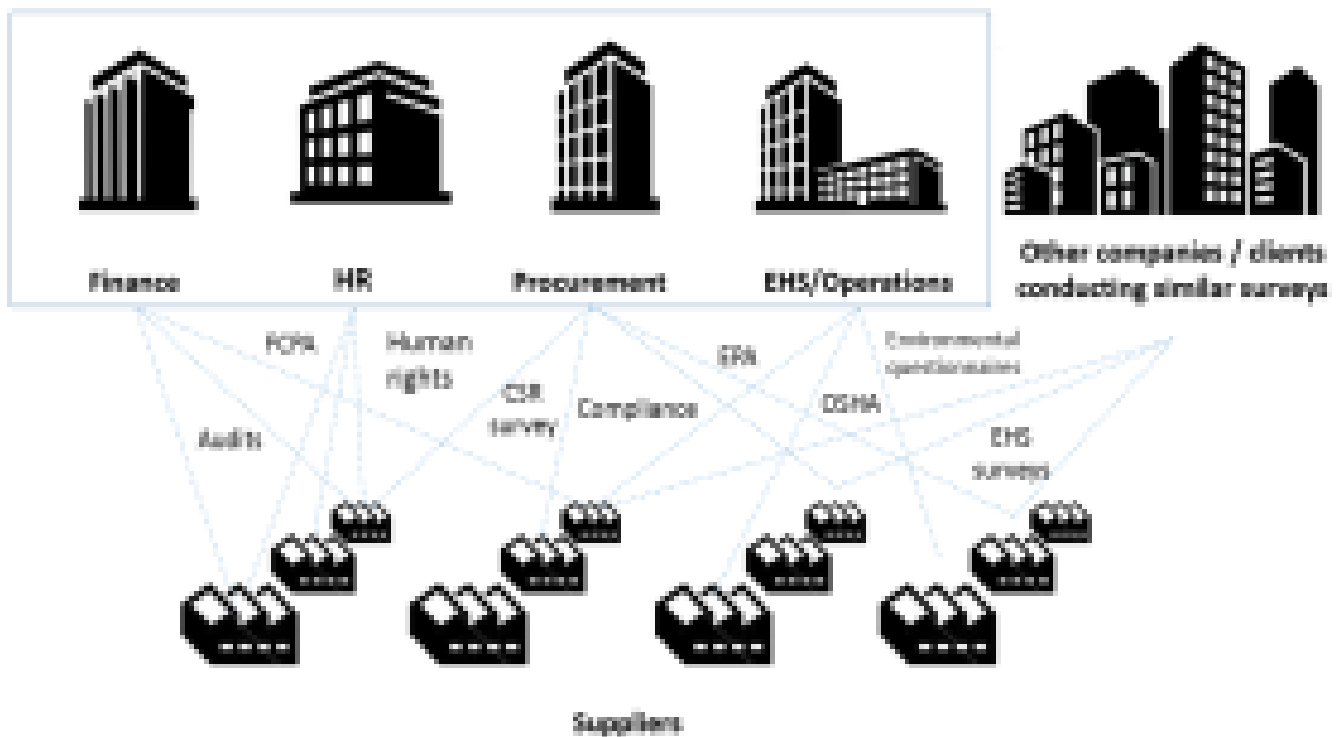 Finance
HR
Procurement
EHS/Operations
Other companies / clients
conducting similar surveys
FCPA
Human
rights
EPA
Environmental
questionnaires
CSR
survey
Compliance
OSHA
Audits
EHS
surveys
Suppliers